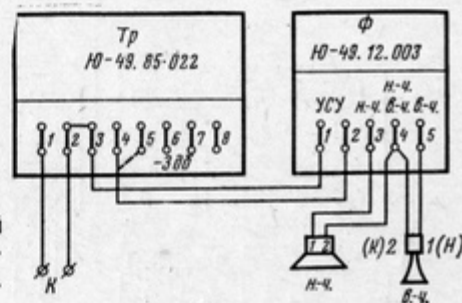 Тр
Ю-49.85-022
1 2 3 4 5 6 7 8
-3дв
К
Ф
Ю-49.12.003
н.-ч.
УСУ н.-ч. в.-ч. в.-ч.
1 2 3 4 5
1 2
н.-ч.
(К)2
1(Н)
в.-ч.